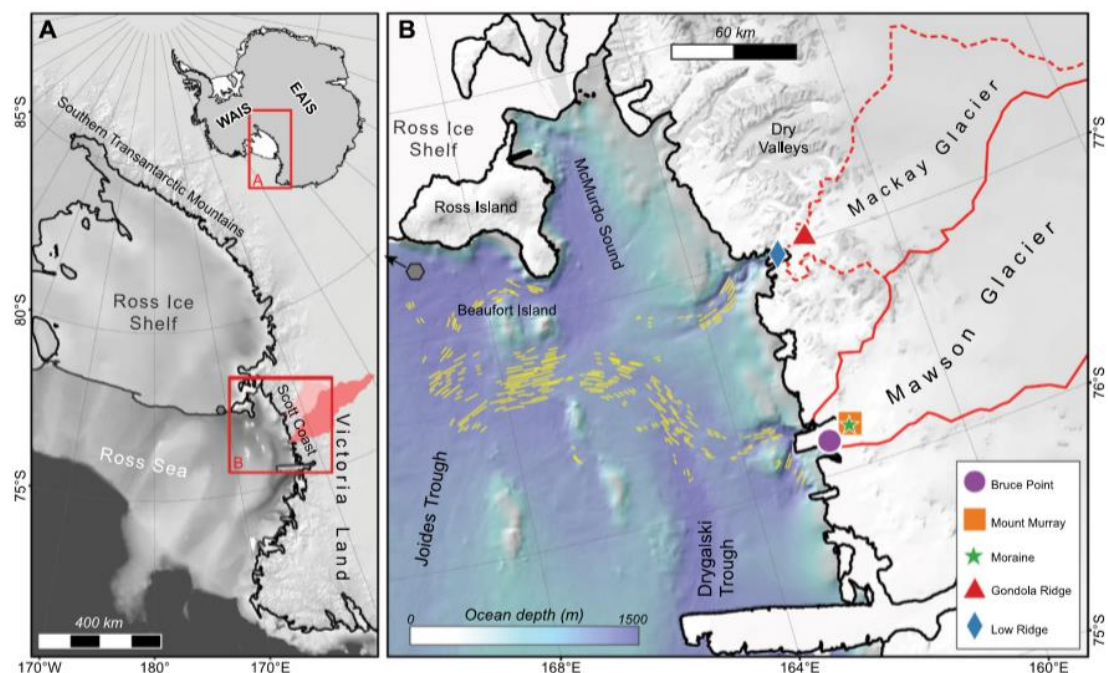 A
85°S
80°S
75°S
WAIS
EAIS
A
Southern Transantarctic Mountains
Ross Ice
Shelf
Scott Coast
B
Ross Sea
Victoria Land
400 km
170°W
180°
170°E
B
60 km
Ross Ice
Shelf
Ross Island
McMurdo Sound
Dry
Valleys
Mackay Glacier
77°S
Beaufort Island
Mawson Glacier
76°S
Joides Trough
Drygalski
Trough
Bruce Point
Mount Murray
Moraine
Gondola Ridge
Low Ridge
Ocean depth (m)
0
1500
75°S
168°E
164°E
160°E